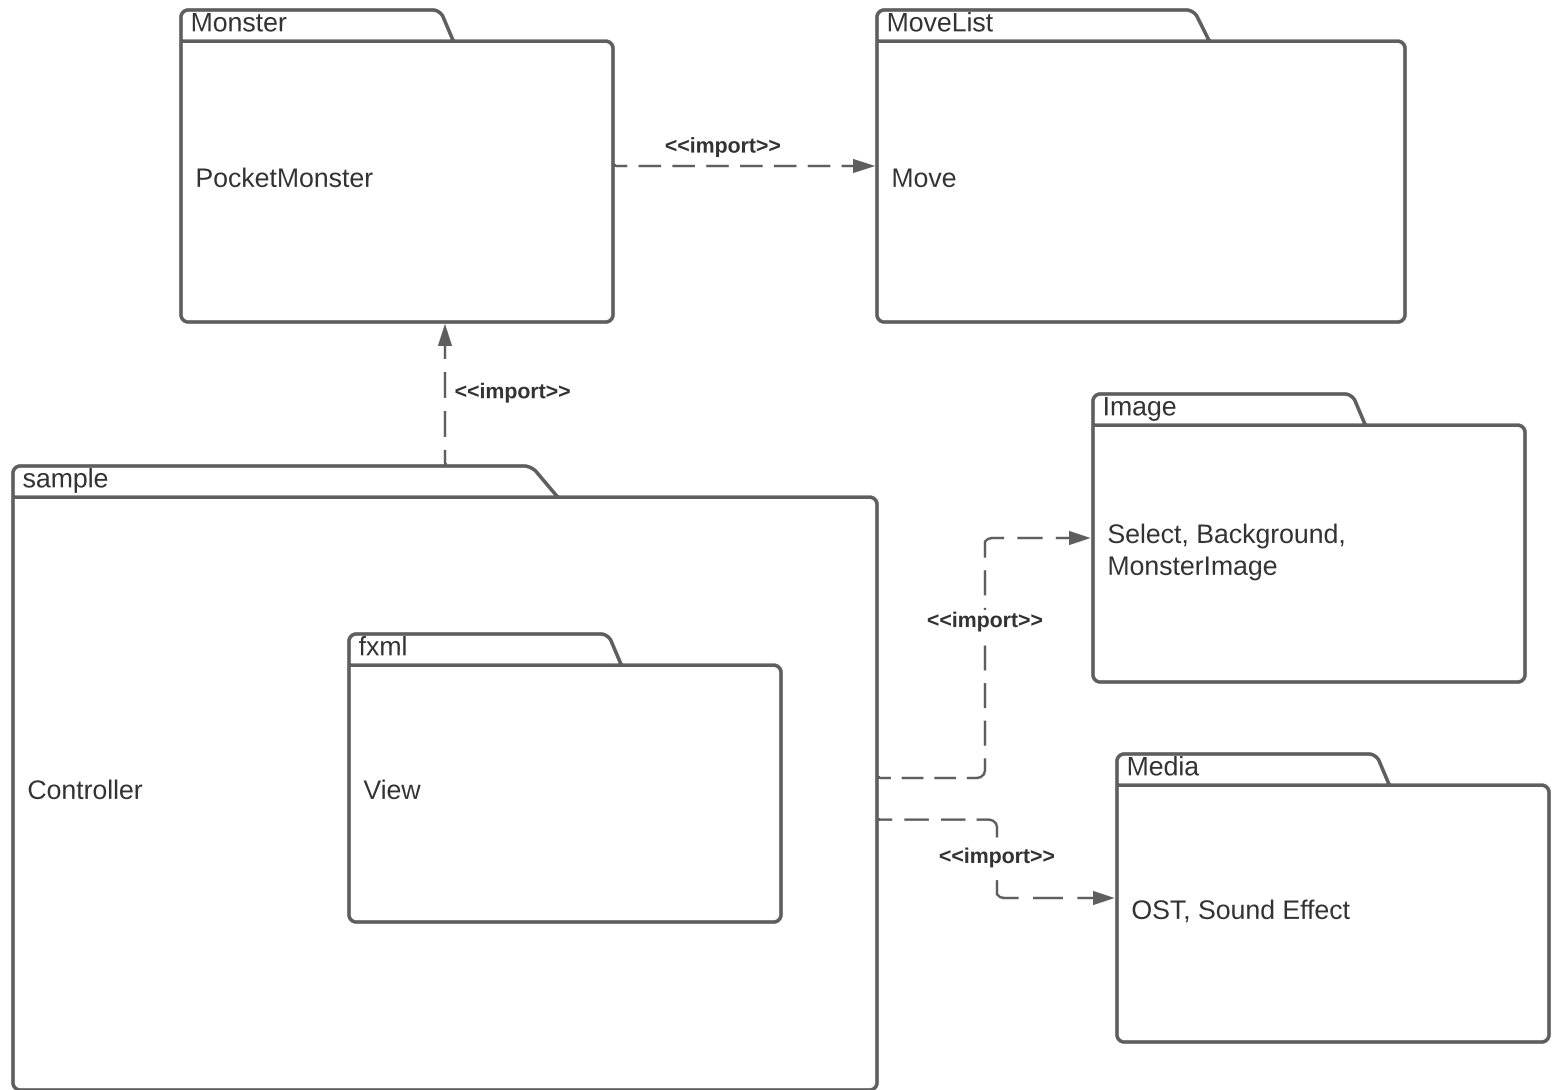 Monster
MoveList
<<import>>
PocketMonster
Move
<<import>>
Image
sample
Select, Background,
MonsterImage
<<import>>
fxml
Media
Controller
View
<<import>>
OST, Sound Effect